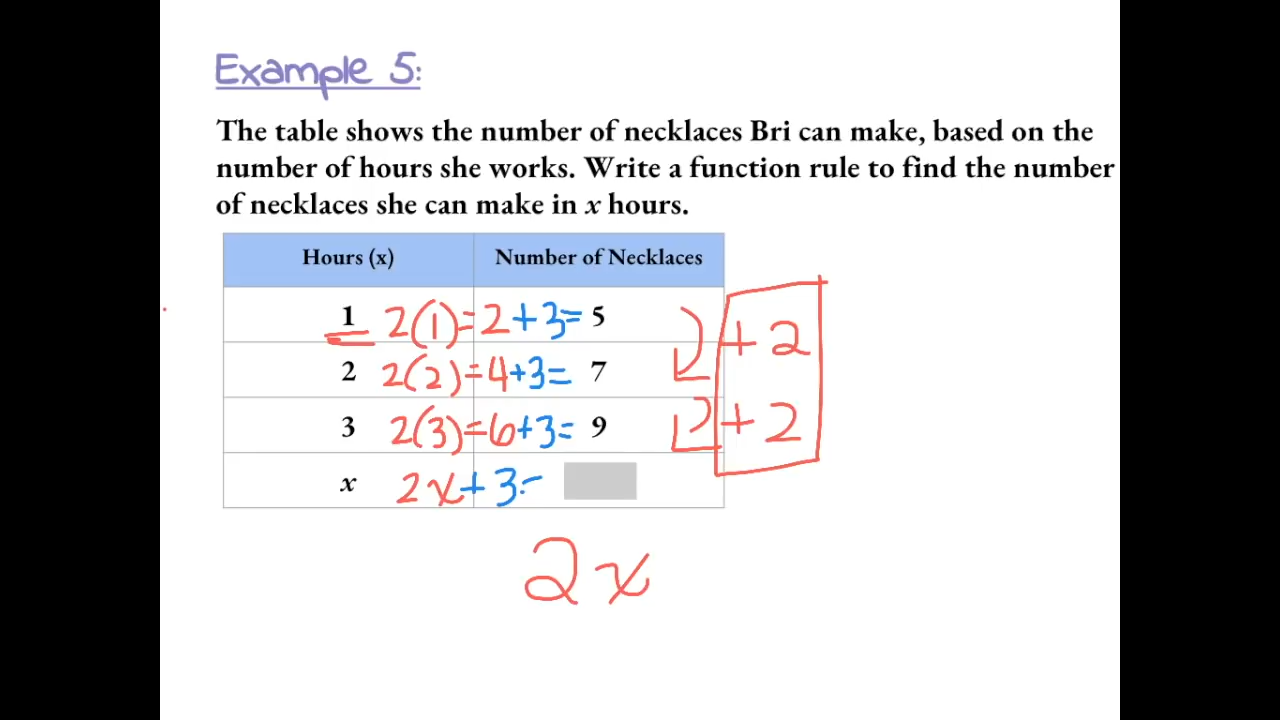 Example 5:
The table shows the number of necklaces Bri can make, based on the
number of hours she works. Write a function rule to find the number
of necklaces she can make in x hours.
Hours (x) Number of Necklaces
1 2(1)=2+3= 5
+2
2 2(2)=4+3= 7
3 2(3)=6+3= 9
+2
x 2x+3=
2x